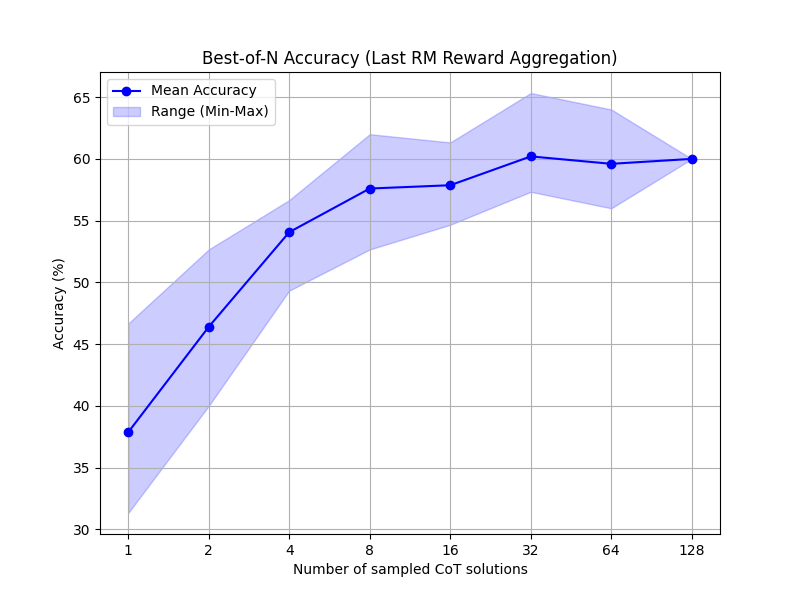 Best-of-N Accuracy (Last RM Reward Aggregation)
Mean Accuracy
Range (Min-Max)
Accuracy (%)
65
60
55
50
45
40
35
30
1 2 4 8 16 32 64 128
Number of sampled CoT solutions